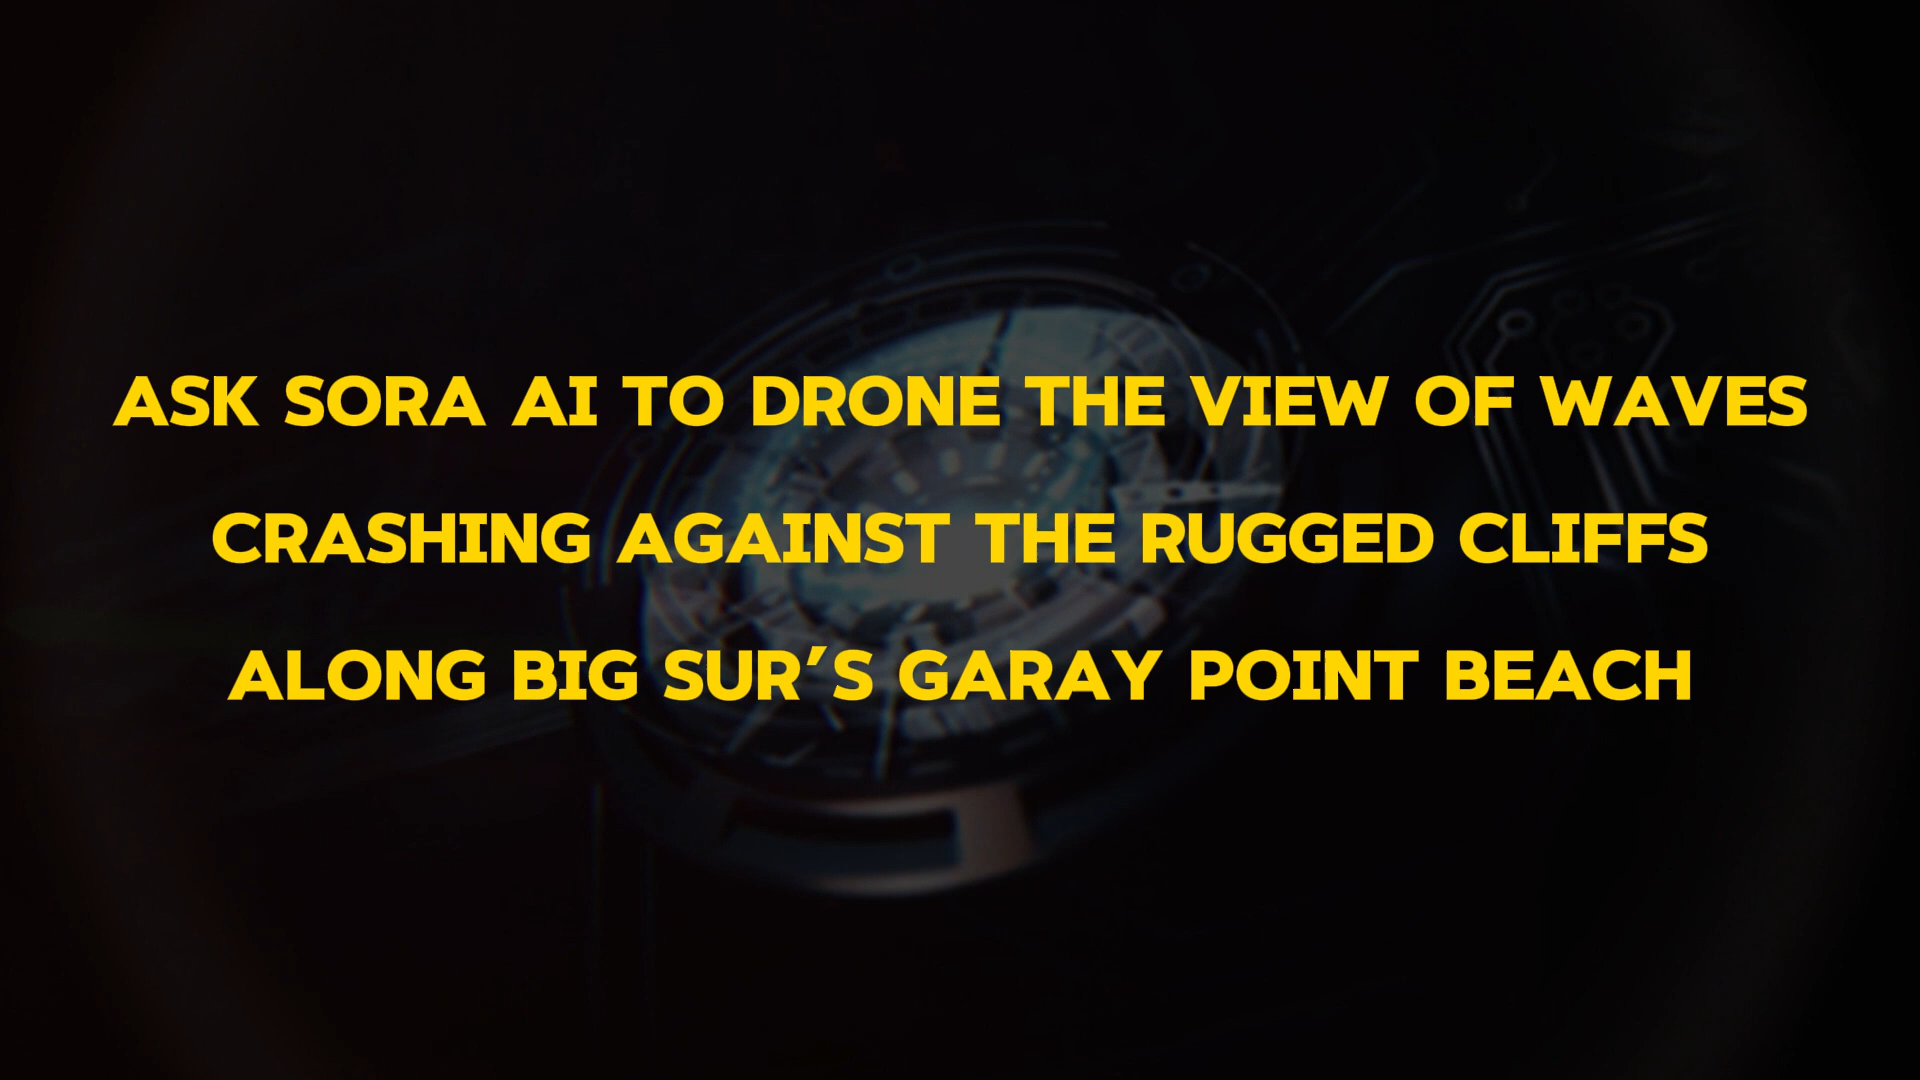 ASK SORA AI TO DRONE THE VIEW OF WAVES
CRASHING AGAINST THE RUGGED CLIFFS
ALONG BIG SUR’S GARAY POINT BEACH